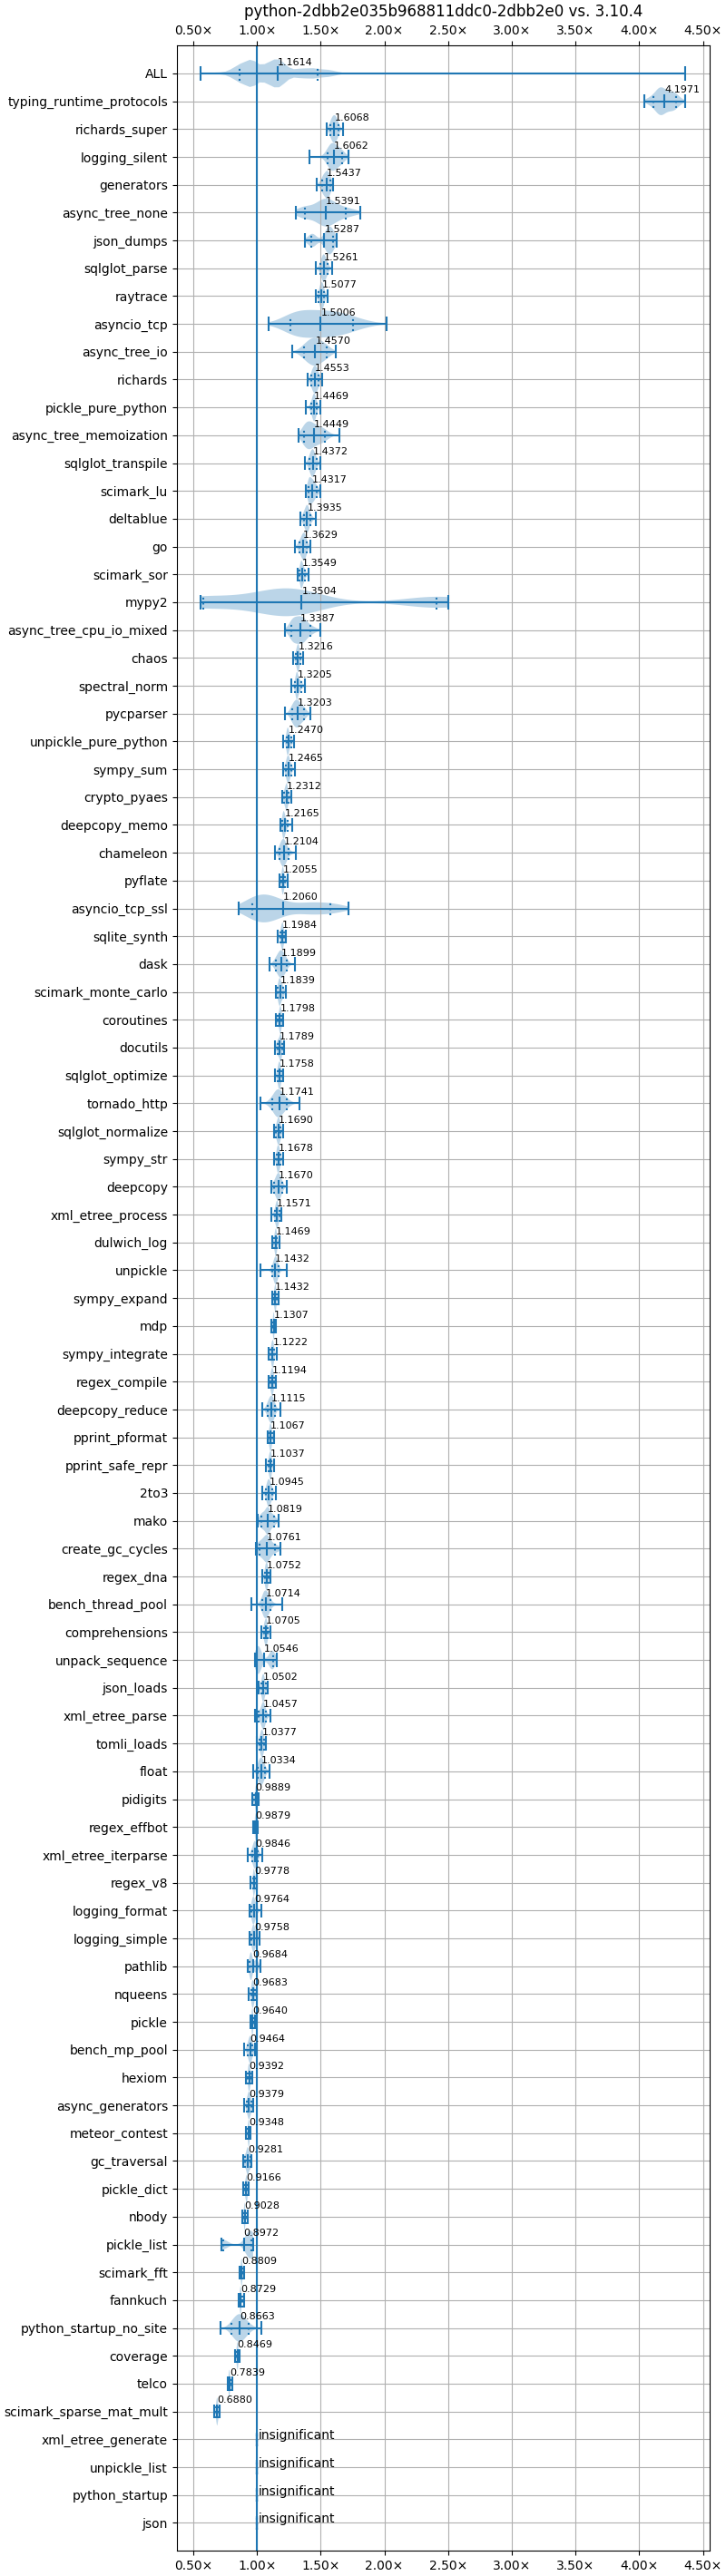 python-2dbb2e035b968811ddc0-2dbb2e0 vs. 3.10.4
0.50× 1.00× 1.50× 2.00× 2.50× 3.00× 3.50× 4.00× 4.50×
ALL 1.1614
typing_runtime_protocols 4.1971
richards_super 1.6068
logging_silent 1.6062
generators 1.5437
async_tree_none 1.5391
json_dumps 1.5287
sqlglot_parse 1.5261
raytrace 1.5077
asyncio_tcp 1.5006
async_tree_io 1.4570
richards 1.4553
pickle_pure_python 1.4469
async_tree_memoization 1.4449
sqlglot_transpile 1.4372
scimark_lu 1.4317
deltablue 1.3935
go 1.3629
scimark_sor 1.3549
mypy2 1.3504
async_tree_cpu_io_mixed 1.3387
chaos 1.3216
spectral_norm 1.3205
pycparser 1.3203
unpickle_pure_python 1.2470
sympy_sum 1.2465
crypto_pyaes 1.2312
deepcopy_memo 1.2165
chameleon 1.2104
pyflate 1.2055
asyncio_tcp_ssl 1.2060
sqlite_synth 1.1984
dask 1.1899
scimark_monte_carlo 1.1839
coroutines 1.1798
docutils 1.1789
sqlglot_optimize 1.1758
tornado_http 1.1741
sqlglot_normalize 1.1690
sympy_str 1.1678
deepcopy 1.1670
xml_etree_process 1.1571
dulwich_log 1.1469
unpickle 1.1432
sympy_expand 1.1432
mdp 1.1307
sympy_integrate 1.1222
regex_compile 1.1194
deepcopy_reduce 1.1115
pprint_pformat 1.1067
pprint_safe_repr 1.1037
2to3 1.0945
mako 1.0819
create_gc_cycles 1.0761
regex_dna 1.0752
bench_thread_pool 1.0714
comprehensions 1.0705
unpack_sequence 1.0546
json_loads 1.0502
xml_etree_parse 1.0457
tomli_loads 1.0377
float 1.0334
pidigits 0.9889
regex_effbot 0.9879
xml_etree_iterparse 0.9846
regex_v8 0.9778
logging_format 0.9764
logging_simple 0.9758
pathlib 0.9684
nqueens 0.9683
pickle 0.9640
bench_mp_pool 0.9464
hexiom 0.9392
async_generators 0.9379
meteor_contest 0.9348
gc_traversal 0.9281
pickle_dict 0.9166
nbody 0.9028
pickle_list 0.8972
scimark_fft 0.8809
fannkuch 0.8729
python_startup_no_site 0.8663
coverage 0.8469
telco 0.7839
scimark_sparse_mat_mult 0.6880
xml_etree_generate insignificant
unpickle_list insignificant
python_startup insignificant
json insignificant
0.50× 1.00× 1.50× 2.00× 2.50× 3.00× 3.50× 4.00× 4.50×